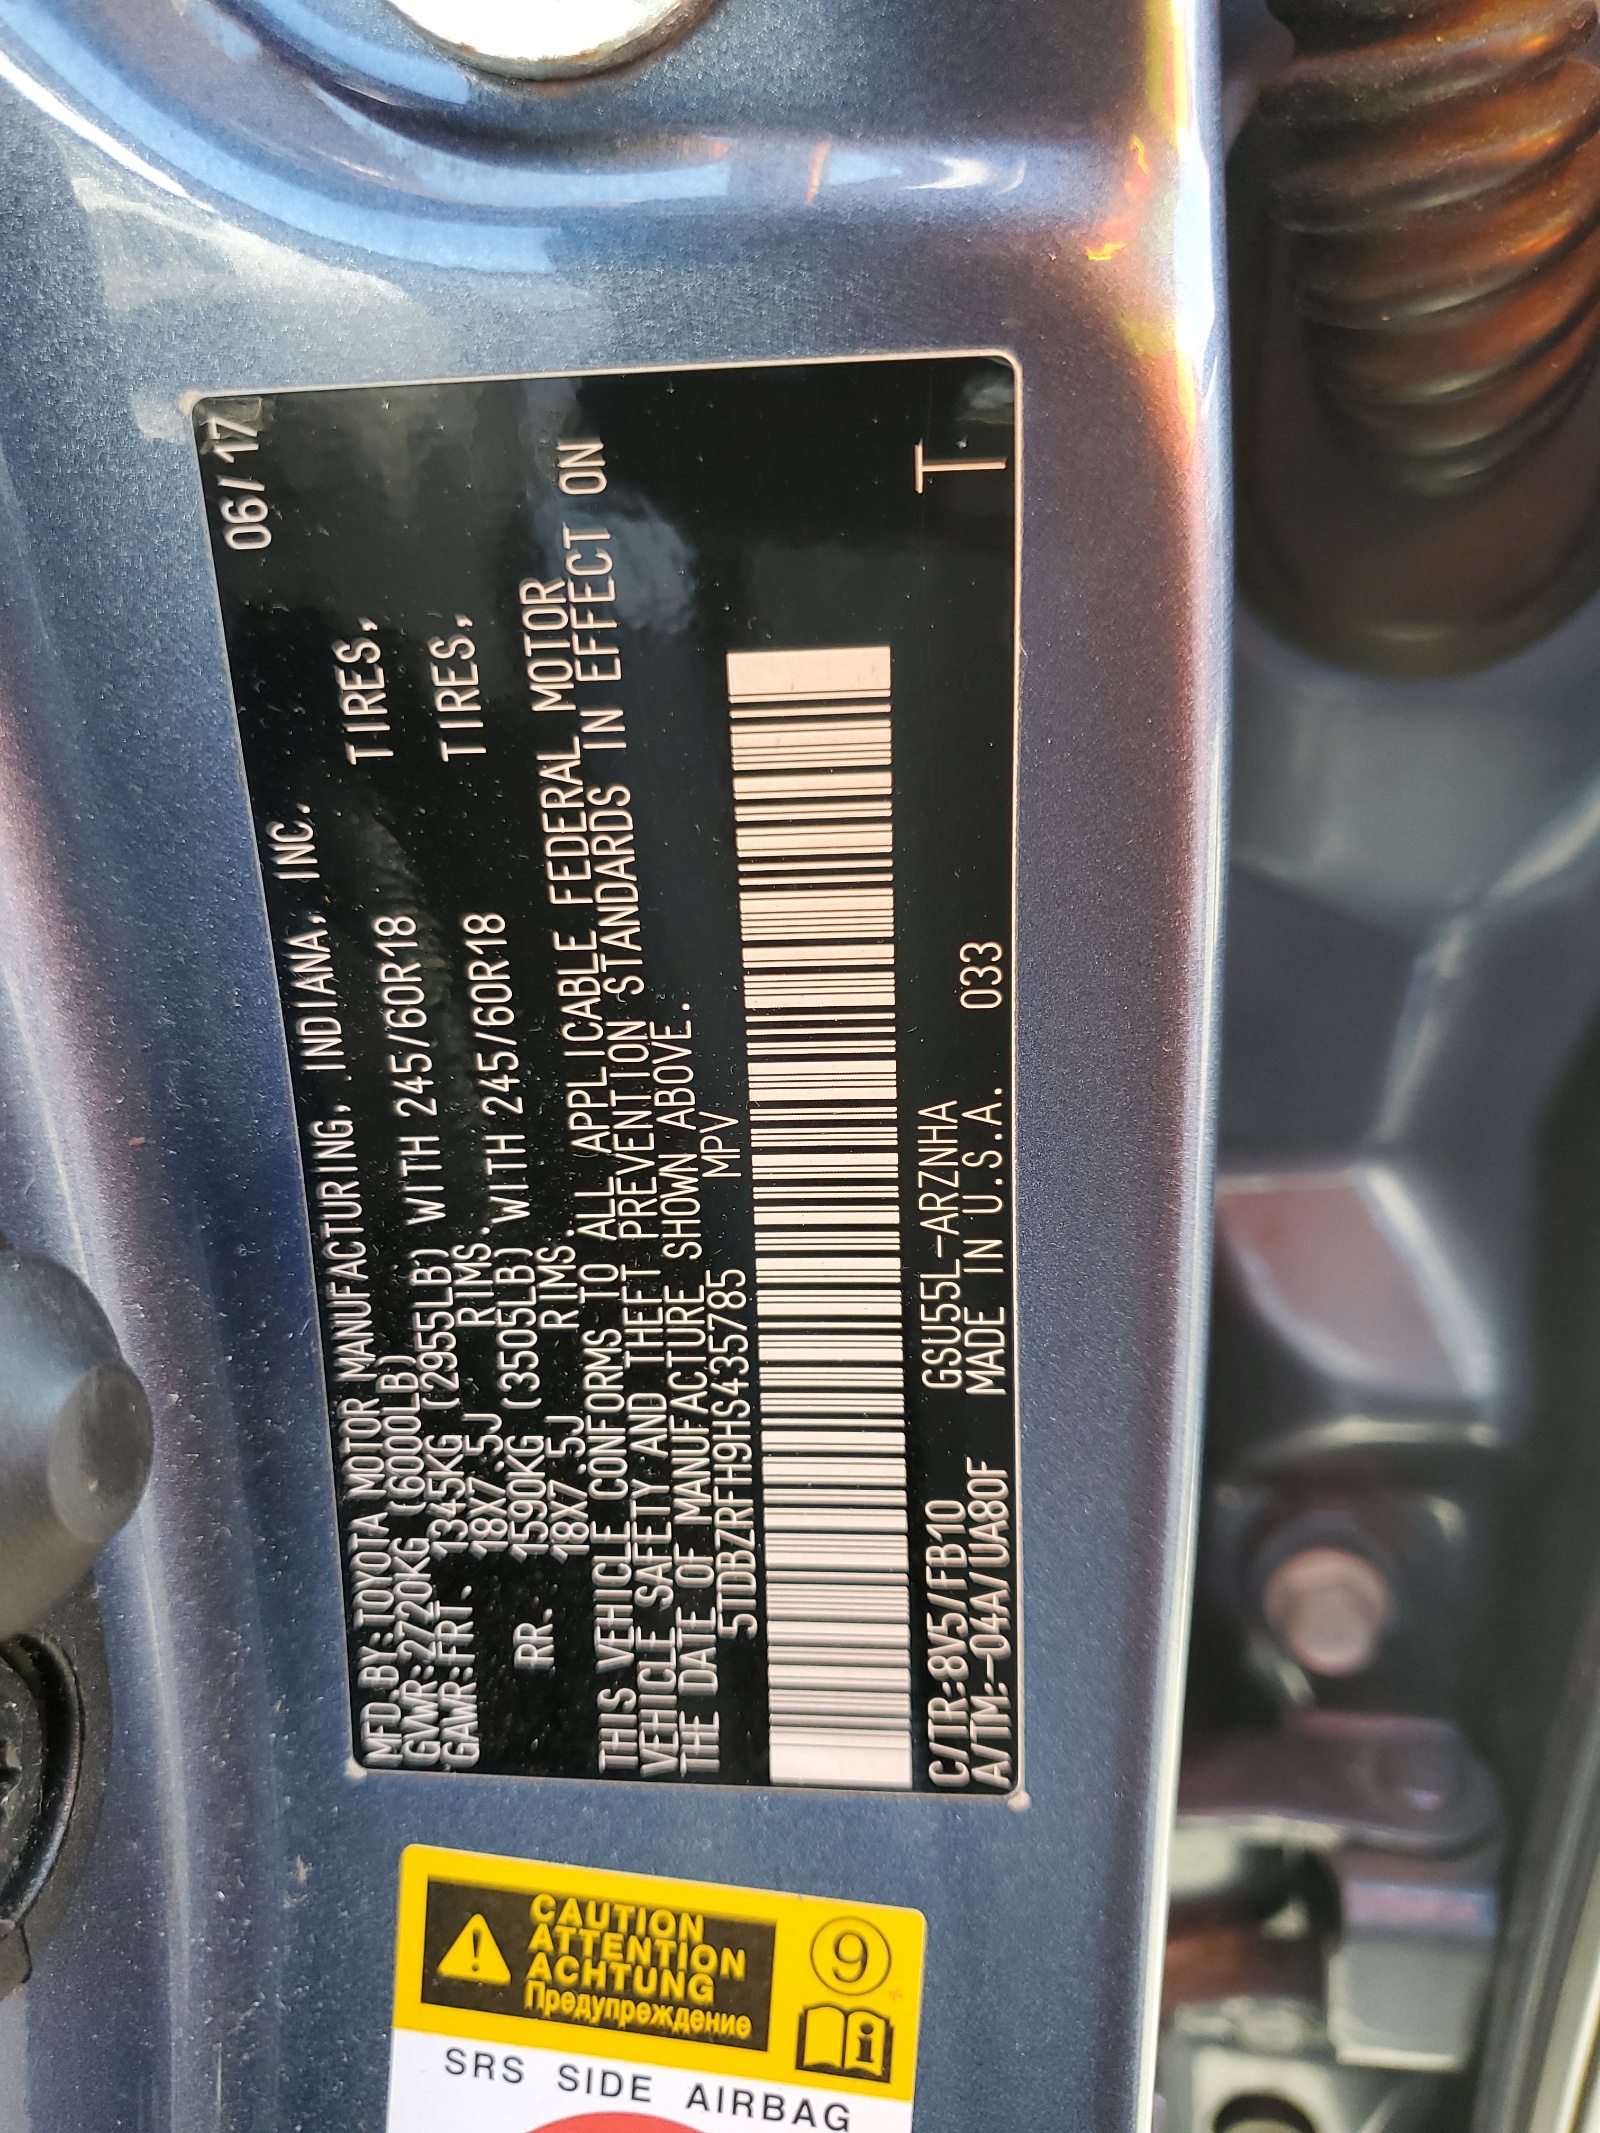 MFD.BY:TOYOTA MOTOR MANUFACTURING, INDIANA, INC. 06/17
GVWR:2720KG (6000LB)
GAWR:FRT. 1345KG (2955LB) WITH 245/60R18 TIRES,
18X7.5J RIMS.
RR. 1590KG (3505LB) WITH 245/60R18 TIRES,
18X7.5J RIMS.
THIS VEHICLE CONFORMS TO ALL APPLICABLE FEDERAL MOTOR
VEHICLE SAFETY AND THEFT PREVENTION STANDARDS IN EFFECT ON
THE DATE OF MANUFACTURE SHOWN ABOVE.
5TDBZRFH9HS435785 MPV
C/TR:8V5/FB10 GSU55L-ARZNHA T
A/TM:-04A/UA80F MADE IN U.S.A. 033
CAUTION
ATTENTION
ACHTUNG
Предупреждение
9
i
SRS SIDE AIRBAG